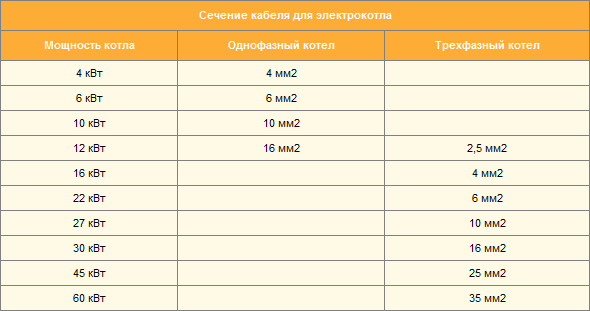 Сечение кабеля для электрокотла
Мощность котла Однофазный котел Трехфазный котел
4 кВт 4 мм2
6 кВт 6 мм2
10 кВт 10 мм2
12 кВт 16 мм2 2,5 мм2
16 кВт 4 мм2
22 кВт 6 мм2
27 кВт 10 мм2
30 кВт 16 мм2
45 кВт 25 мм2
60 кВт 35 мм2